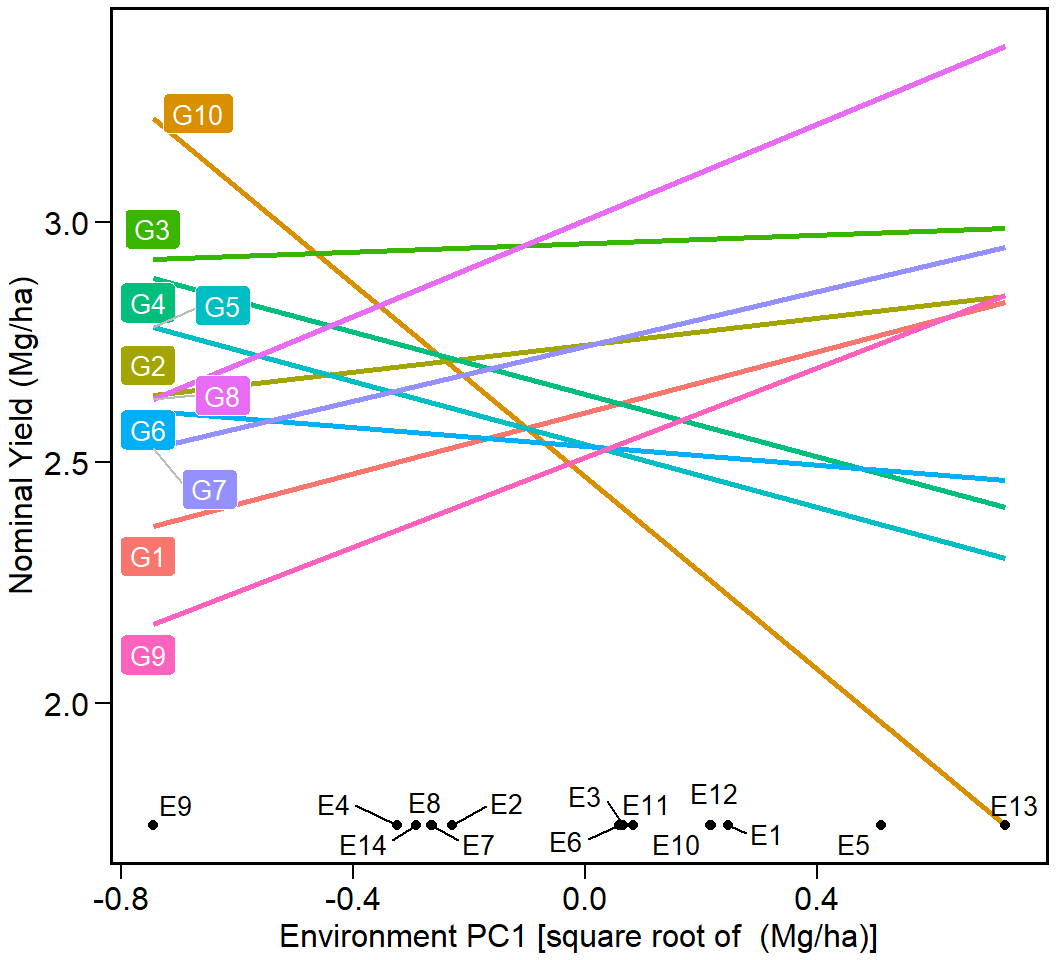 G10
3.0
G3
G4
G5
G2
G8
G6
2.5
G7
G1
G9
2.0
Nominal Yield (Mg/ha)
E9
E4
E8
E2
E3
E11
E12
E13
E14
E7
E6
E10
E1
E5
-0.8
-0.4
0.0
0.4
Environment PC1 [square root of  (Mg/ha)]